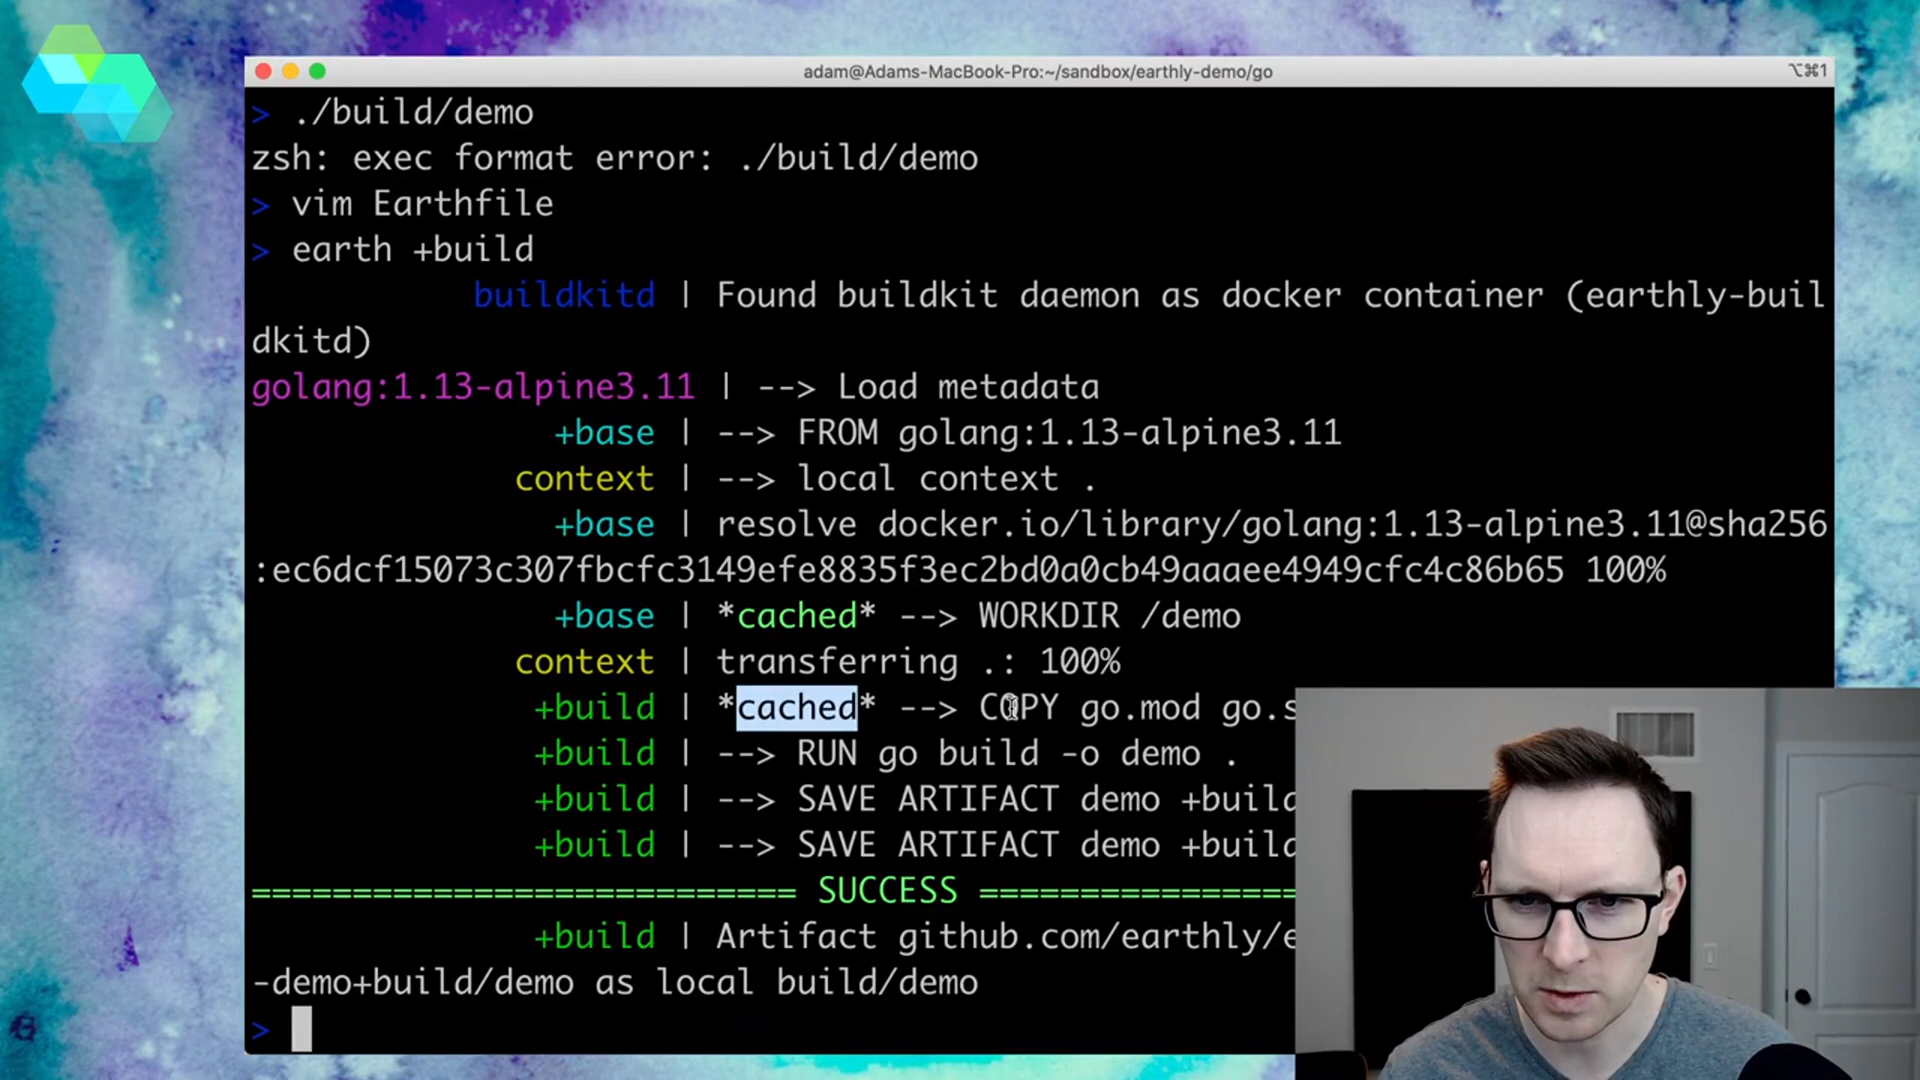 adam@Adams-MacBook-Pro:~/sandbox/earthly-demo/go
⌥⌘1
> ./build/demo
zsh: exec format error: ./build/demo
> vim Earthfile
> earth +build
buildkitd | Found buildkit daemon as docker container (earthly-buil
dkitd)
golang:1.13-alpine3.11 | --> Load metadata
+base | --> FROM golang:1.13-alpine3.11
context | --> local context .
+base | resolve docker.io/library/golang:1.13-alpine3.11@sha256
:ec6dcf15073c307fbcfc3149efe8835f3ec2bd0a0cb49aaaee4949cfc4c86b65 100%
+base | *cached* --> WORKDIR /demo
context | transferring .: 100%
+build | *cached* --> COPY go.mod go.s
+build | --> RUN go build -o demo .
+build | --> SAVE ARTIFACT demo +build
+build | --> SAVE ARTIFACT demo +build
=========================== SUCCESS ================
+build | Artifact github.com/earthly/e
-demo+build/demo as local build/demo
>